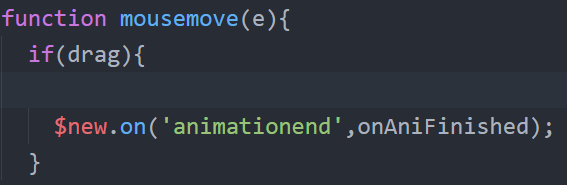 function mousemove(e){
if(drag){
$new.on('animationend',onAniFinished);
}